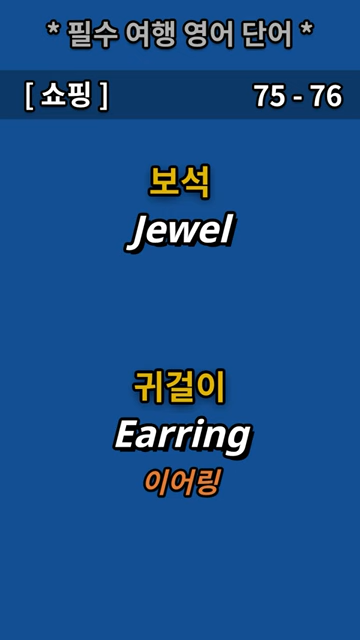 * 필수 여행 영어 단어 *
[ 쇼핑 ] 75 - 76
보석
Jewel
귀걸이
Earring
이어링